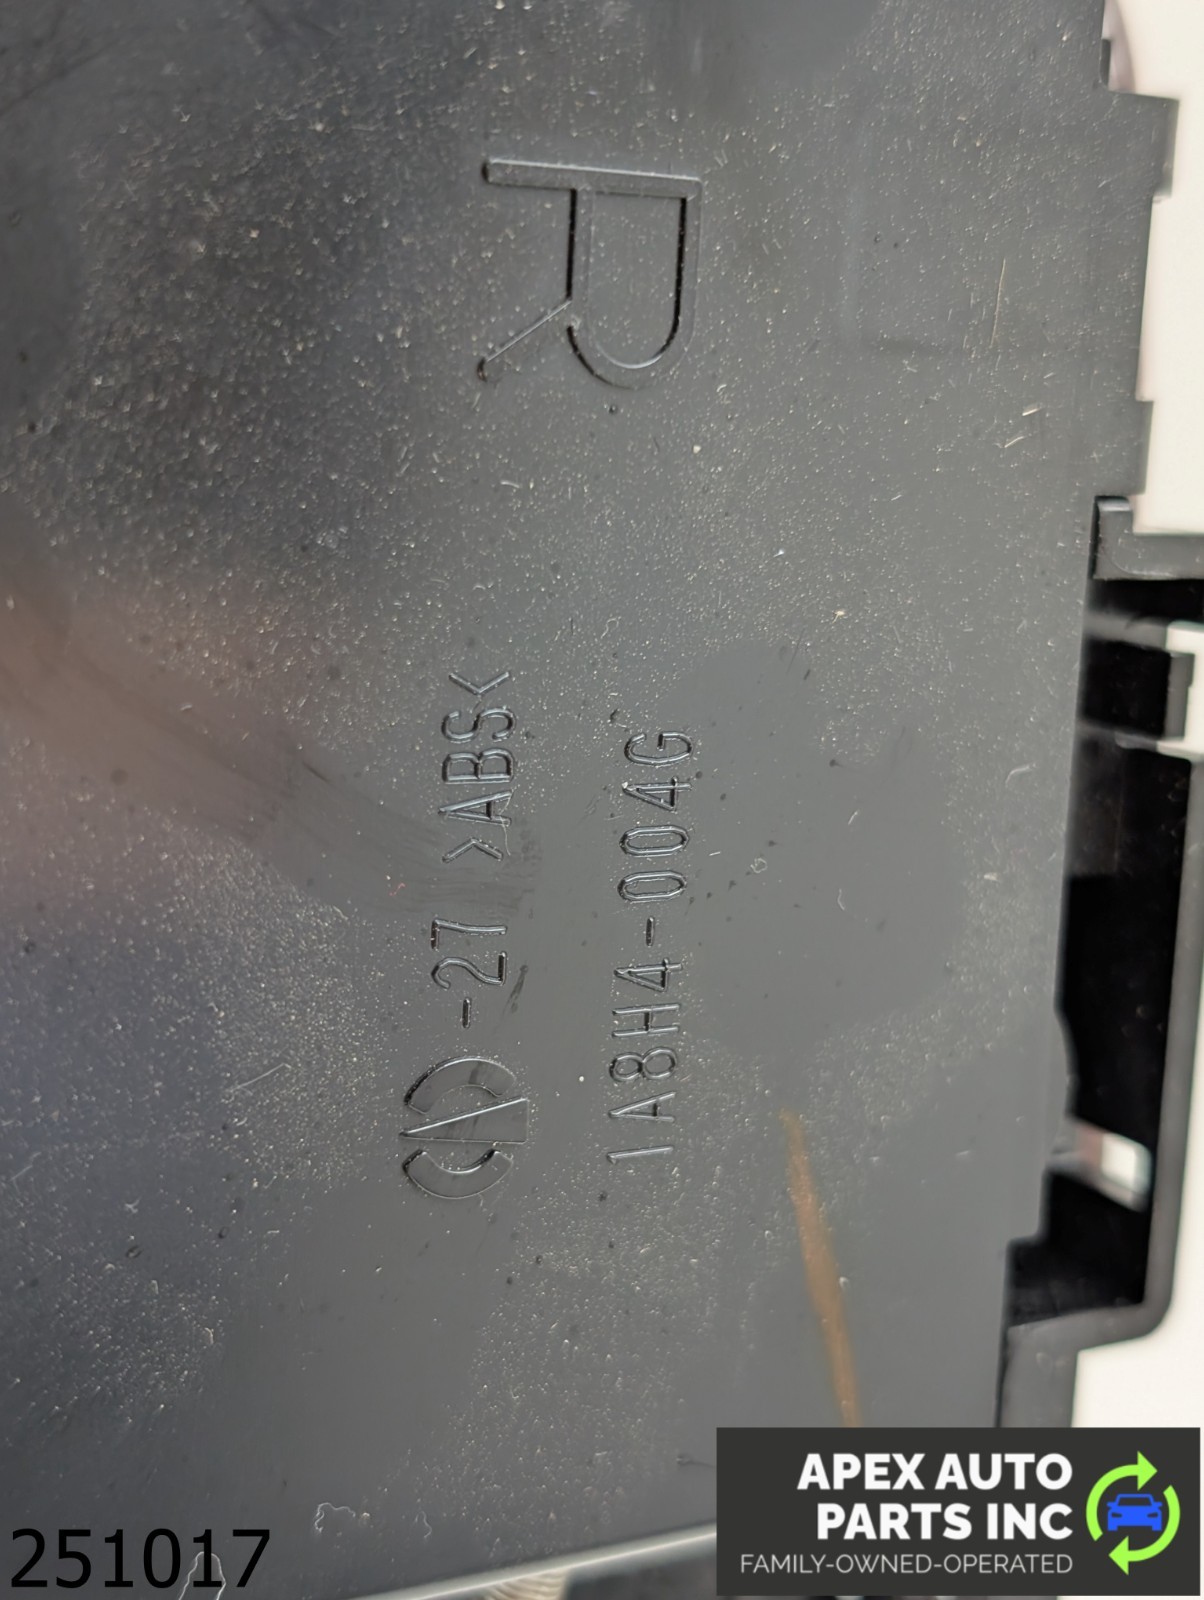 R
-27 >ABS<
1A8H4-004G
251017
APEX AUTO
PARTS INC
FAMILY-OWNED-OPERATED